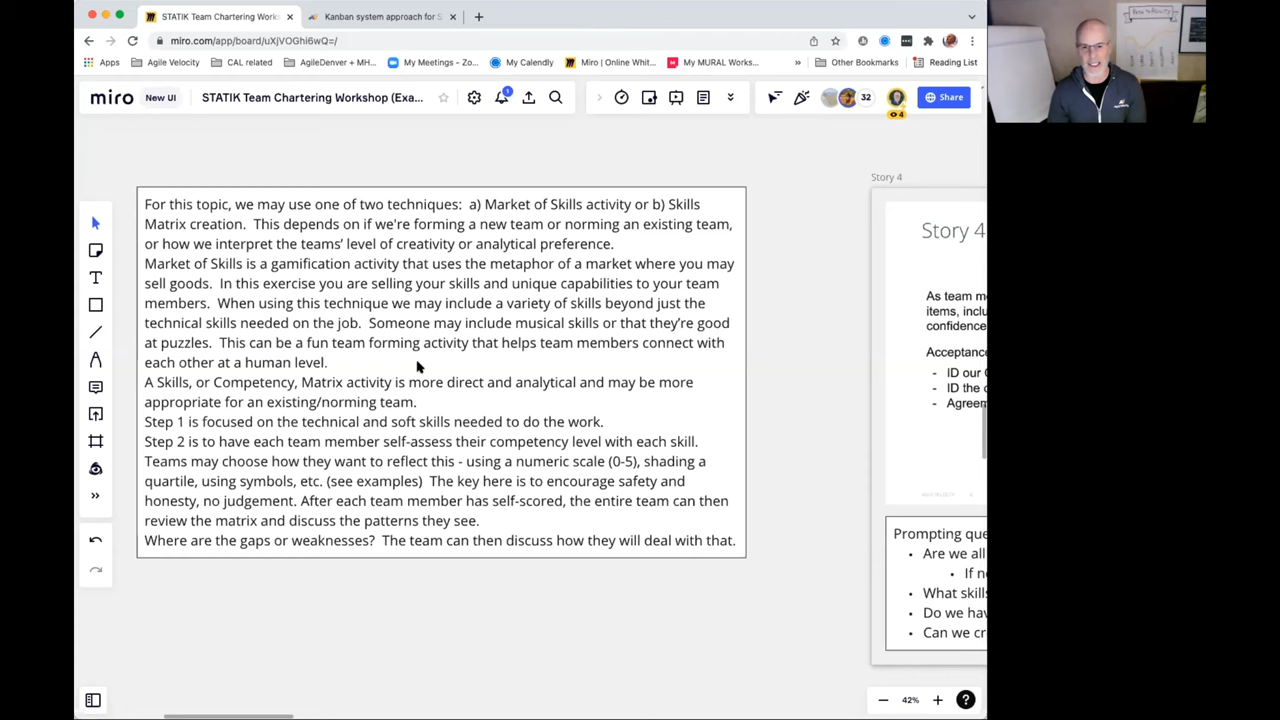 STATIK Team Chartering Works
Kanban system approach for S
miro.com/app/board/uXjVOGhi6wQ=/
Apps
Agile Velocity
CAL related
AgileDenver + MH...
My Meetings - Zo...
My Calendly
Miro | Online Whit...
My MURAL Works...
Other Bookmarks
Reading List
miro
New UI
STATIK Team Chartering Workshop (Exa...
1
32
4
Share
For this topic, we may use one of two techniques: a) Market of Skills activity or b) Skills
Matrix creation. This depends on if we're forming a new team or norming an existing team,
or how we interpret the teams' level of creativity or analytical preference.
Market of Skills is a gamification activity that uses the metaphor of a market where you may
sell goods. In this exercise you are selling your skills and unique capabilities to your team
members. When using this technique we may include a variety of skills beyond just the
technical skills needed on the job. Someone may include musical skills or that they're good
at puzzles. This can be a fun team forming activity that helps team members connect with
each other at a human level.
A Skills, or Competency, Matrix activity is more direct and analytical and may be more
appropriate for an existing/norming team.
Step 1 is focused on the technical and soft skills needed to do the work.
Step 2 is to have each team member self-assess their competency level with each skill.
Teams may choose how they want to reflect this - using a numeric scale (0-5), shading a
quartile, using symbols, etc. (see examples) The key here is to encourage safety and
honesty, no judgement. After each team member has self-scored, the entire team can then
review the matrix and discuss the patterns they see.
Where are the gaps or weaknesses? The team can then discuss how they will deal with that.
Story 4
Story 4
As team m
items, inclu
confidence
Acceptanc
- ID our
- ID the
- Agreem
Prompting que
• Are we all
• If n
• What skills
• Do we hav
• Can we cr
42%